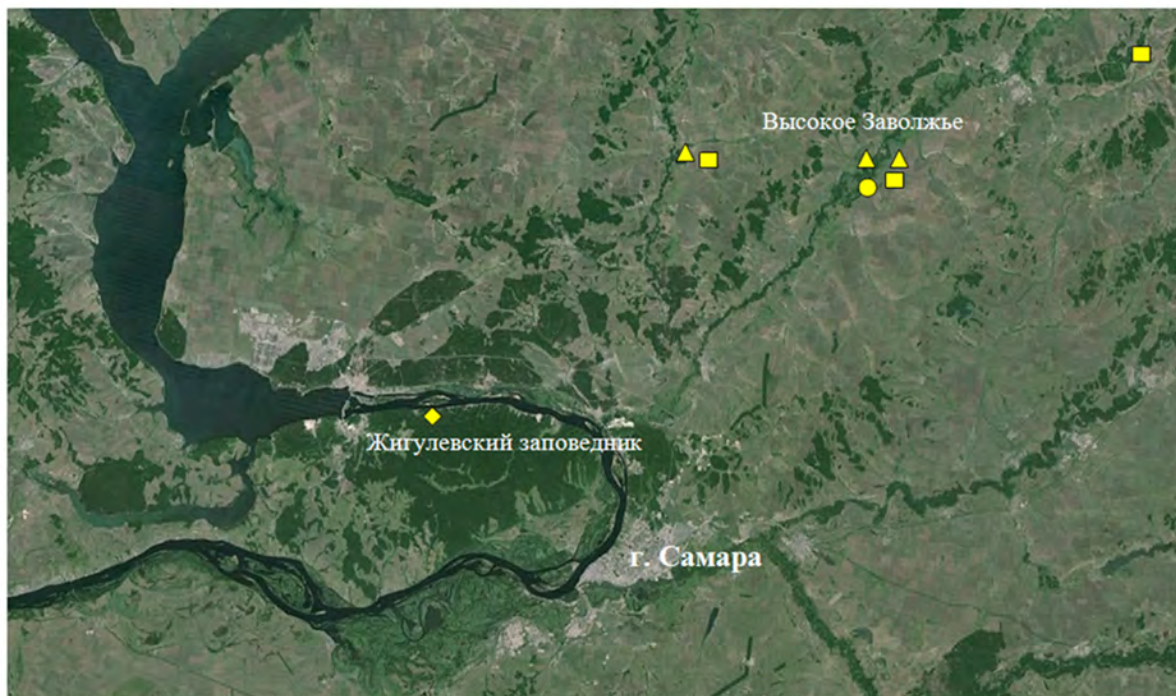 Высокое Заволжье
Жигулевский заповедник
г. Самара